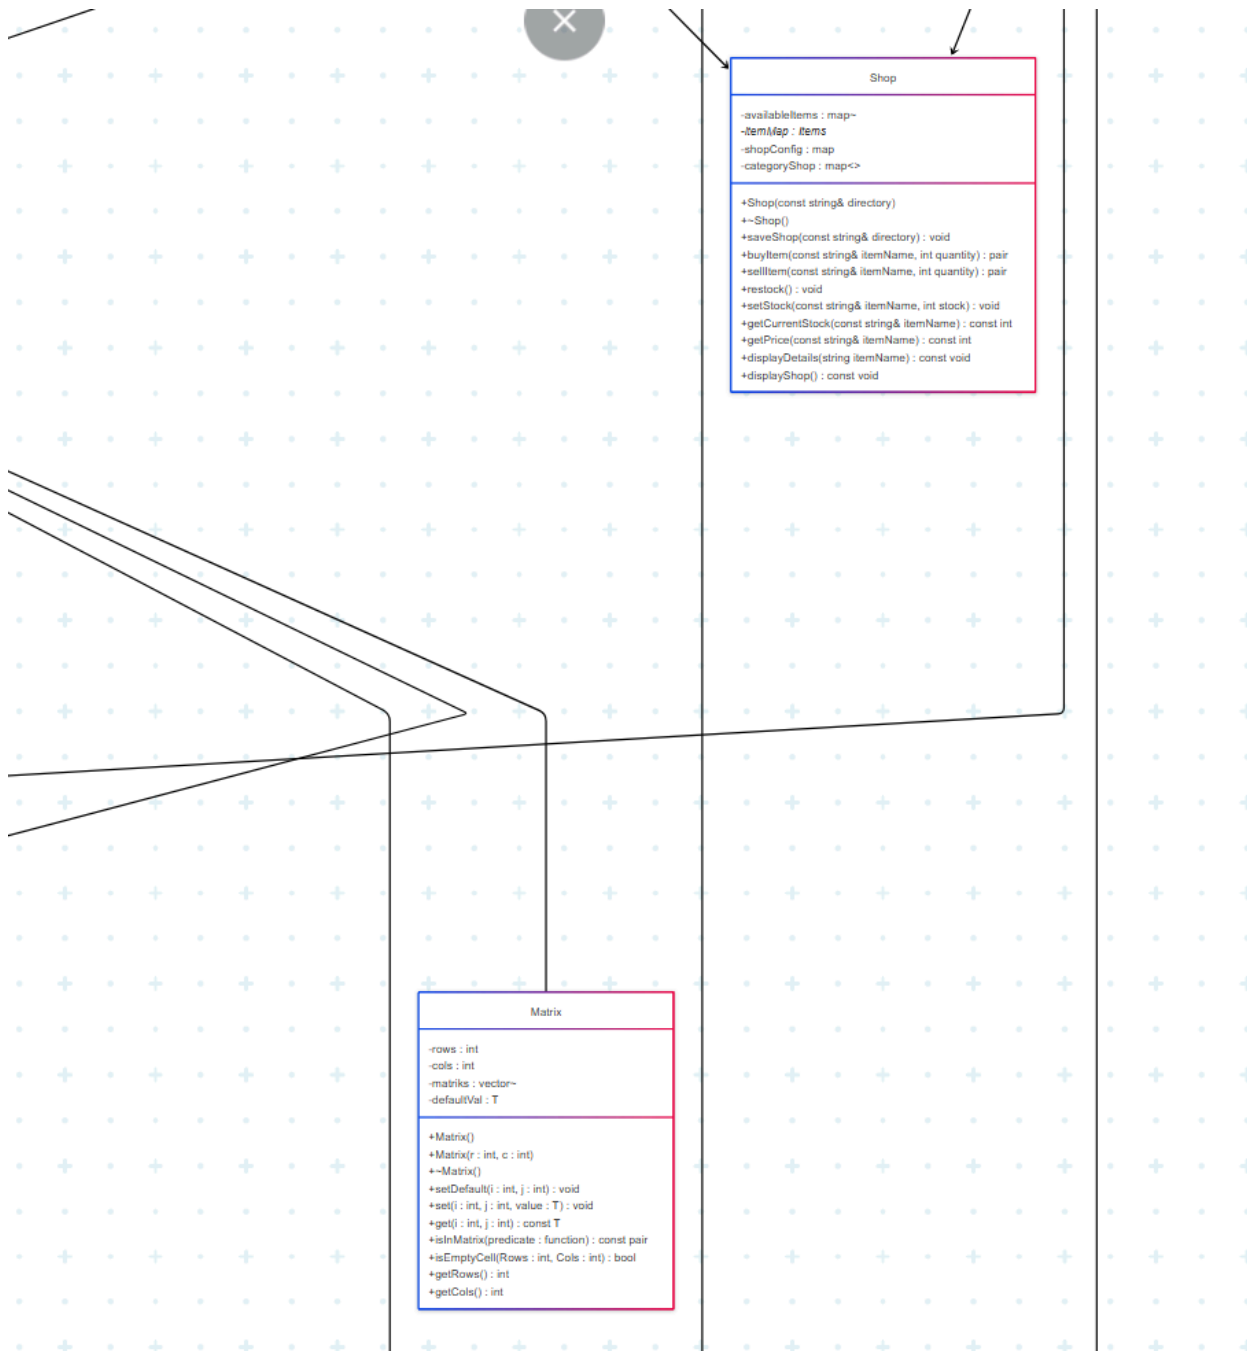 Shop
-availableItems : map~
-ItemMap : Items
-shopConfig : map
-categoryShop : map<>
+Shop(const string& directory)
+~Shop()
+saveShop(const string& directory) : void
+buyItem(const string& itemName, int quantity) : pair
+sellItem(const string& itemName, int quantity) : pair
+restock() : void
+setStock(const string& itemName, int stock) : void
+getCurrentStock(const string& itemName) : const int
+getPrice(const string& itemName) : const int
+displayDetails(string itemName) : const void
+displayShop() : const void
Matrix
-rows : int
-cols : int
-matriks : vector~
-defaultVal : T
+Matrix()
+Matrix(r : int, c : int)
+~Matrix()
+setDefault(i : int, j : int) : void
+set(i : int, j : int, value : T) : void
+get(i : int, j : int) : const T
+isInMatrix(predicate : function) : const pair
+isEmptyCell(Rows : int, Cols : int) : bool
+getRows() : int
+getCols() : int